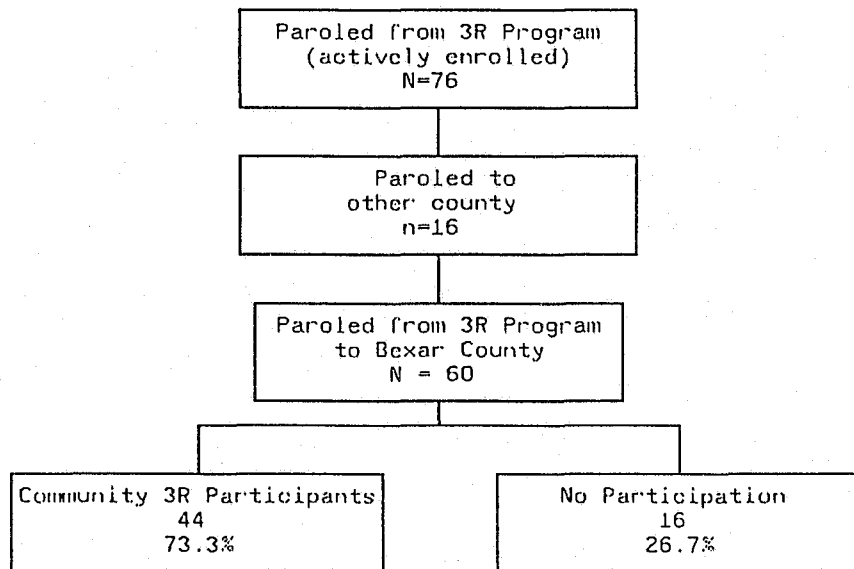 Paroled from 3R Program
(actively enrolled)
N=76
Paroled to
other county
n=16
Paroled from 3R Program
to Bexar County
N = 60
Community 3R Participants
44
73.3%
No Participation
16
26.7%